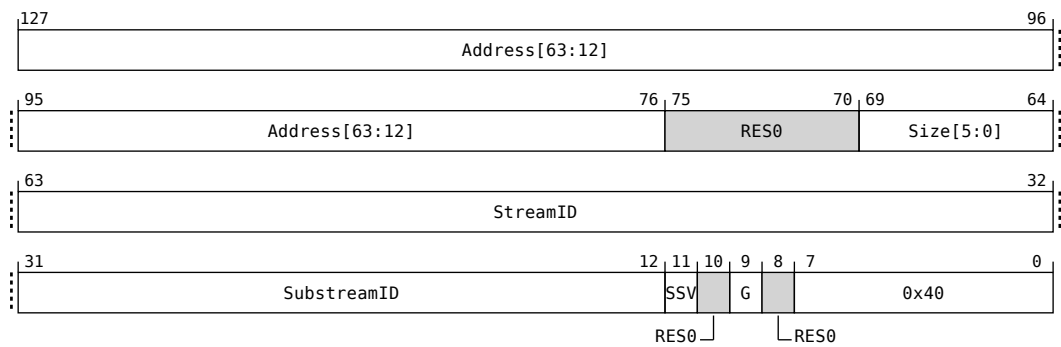 127 96
Address[63:12]
95 76 75 70 69 64
Address[63:12] RES0 Size[5:0]
63 32
StreamID
31 12 11 10 9 8 7 0
SubstreamID SSV G 0x40
RES0 RES0